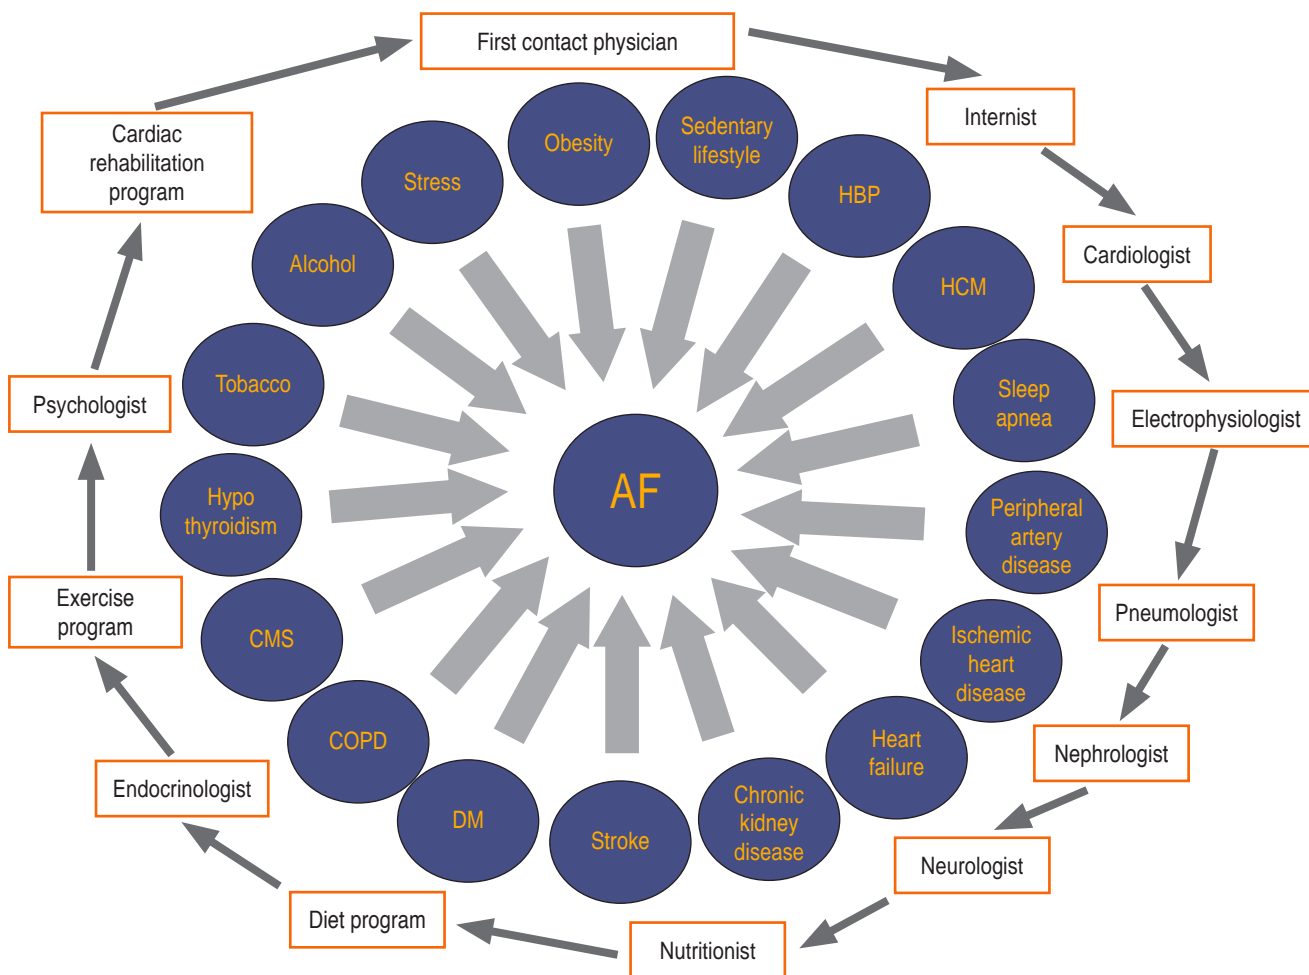 First contact physician
Internist
Cardiologist
Electrophysiologist
Pneumologist
Nephrologist
Neurologist
Nutritionist
Diet program
Endocrinologist
Exercise
program
Psychologist
Cardiac
rehabilitation
program
Obesity
Sedentary
lifestyle
HBP
HCM
Sleep
apnea
Peripheral
artery
disease
Ischemic
heart
disease
Heart
failure
Chronic
kidney
disease
Stroke
DM
COPD
CMS
Hypo
thyroidism
Tobacco
Alcohol
Stress
AF